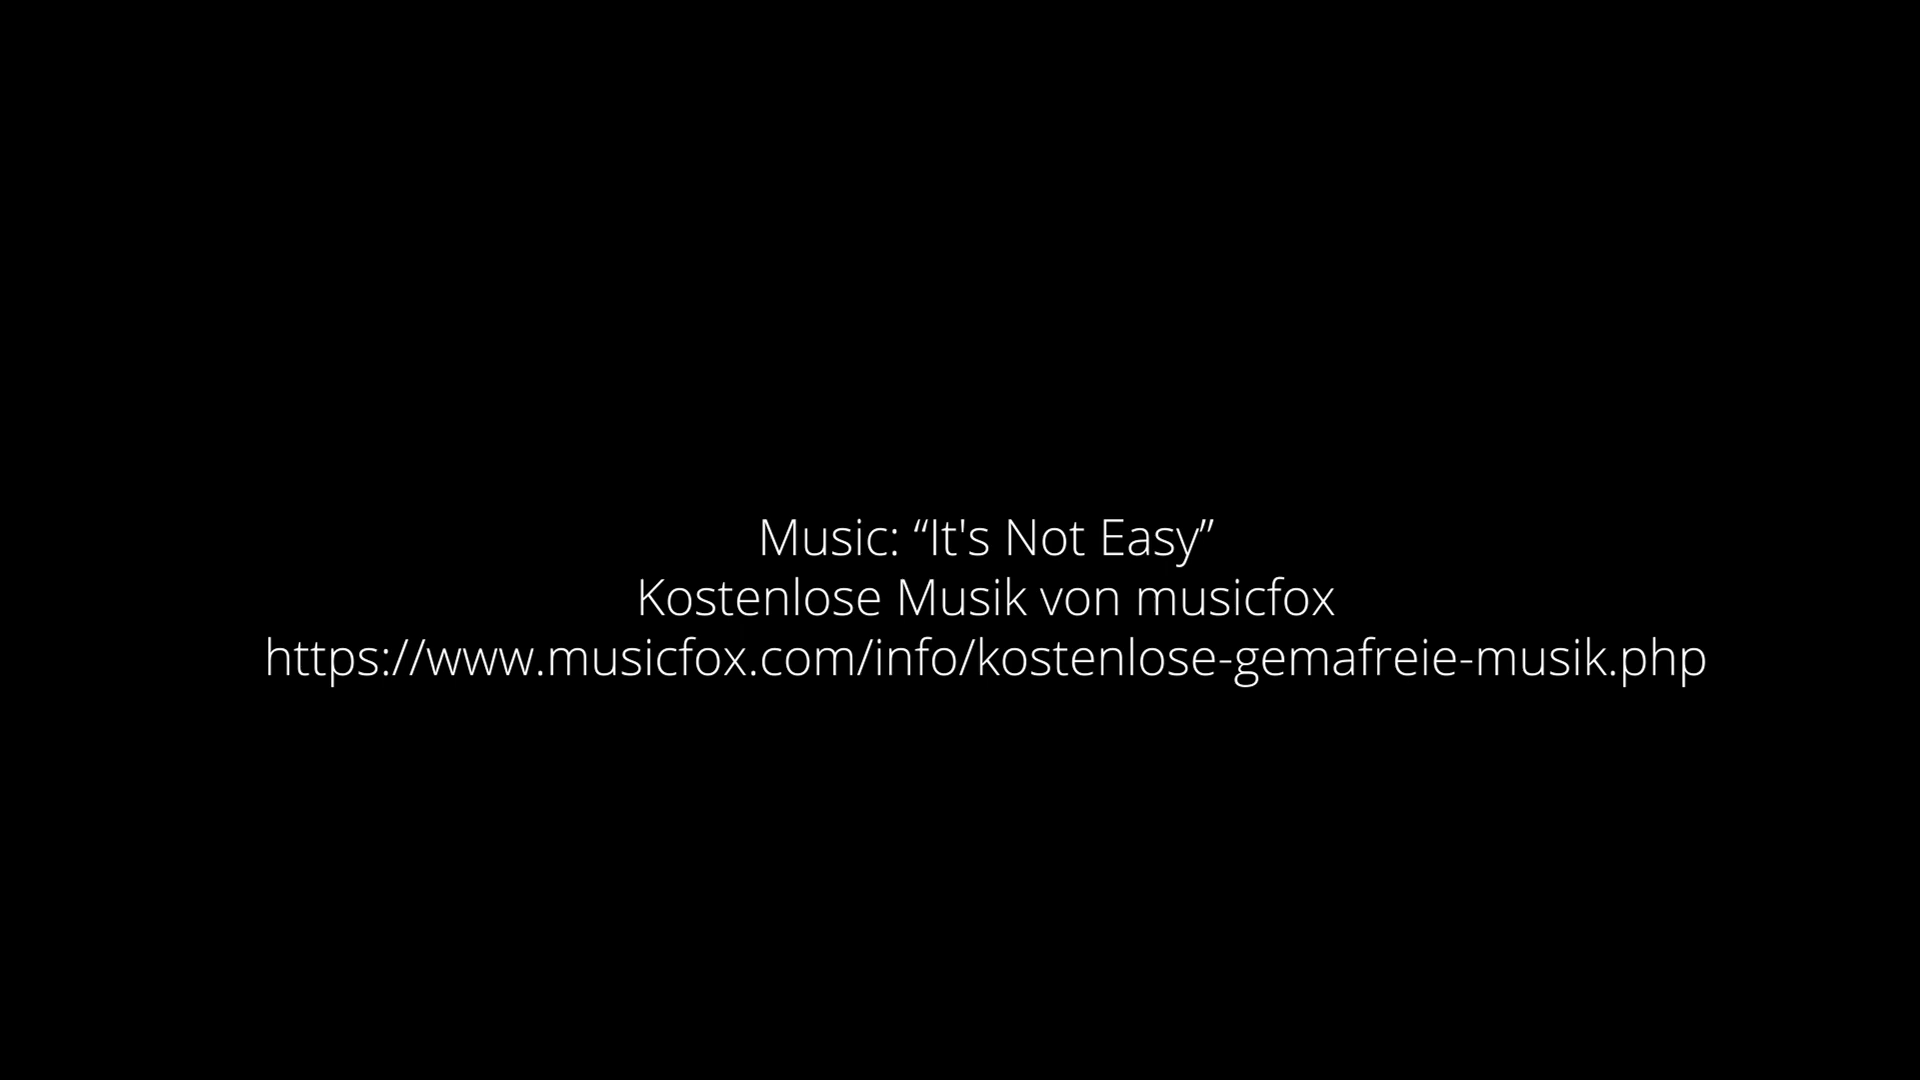 Music: “It's Not Easy”
Kostenlose Musik von musicfox
https://www.musicfox.com/info/kostenlose-gemafreie-musik.php